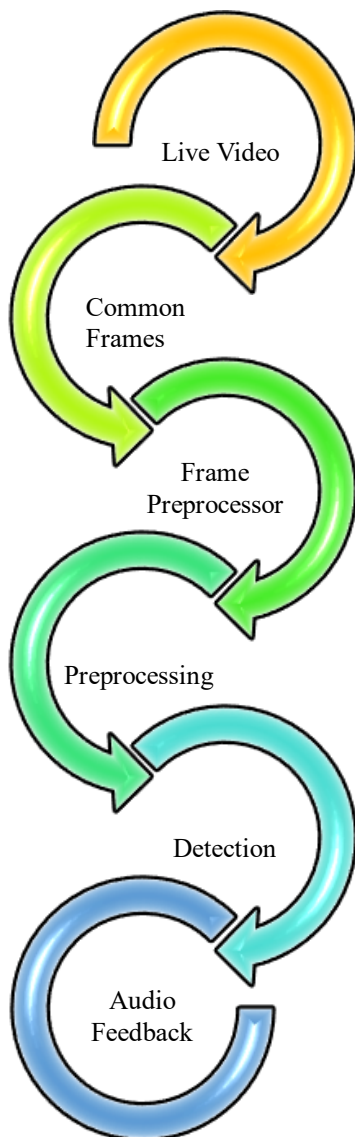 Live Video
Common
Frames
Frame
Preprocessor
Preprocessing
Detection
Audio
Feedback